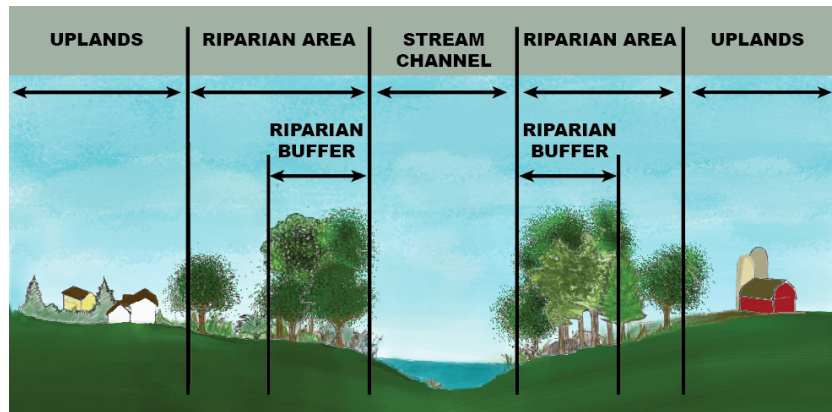 UPLANDS
RIPARIAN AREA
STREAM
CHANNEL
RIPARIAN AREA
UPLANDS
RIPARIAN
BUFFER
RIPARIAN
BUFFER